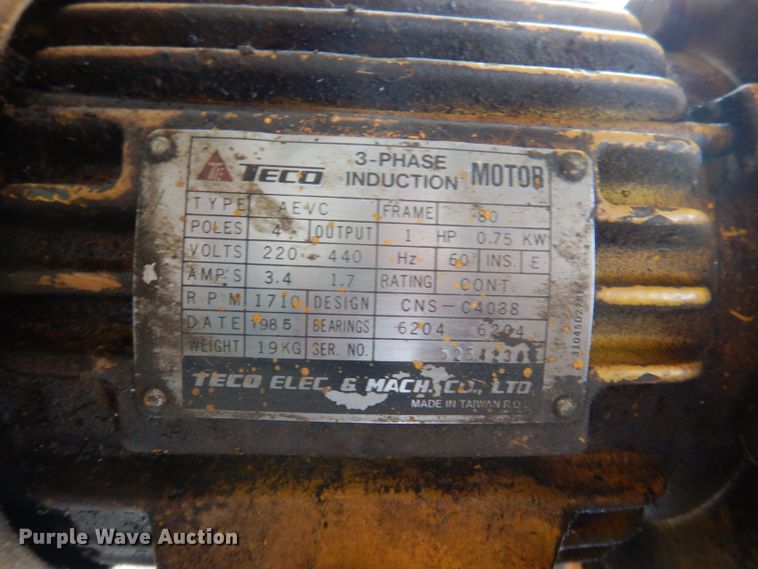 TECO 3-PHASE INDUCTION MOTOR
TYPE AEVC FRAME 80
POLES 4 OUTPUT 1 HP 0.75 KW
VOLTS 220 - 440 Hz 60 INS. E
AMP'S 3.4 1.7 RATING CONT.
RPM 1710 DESIGN CNS-C4088
DATE 1985 BEARINGS 6204 6204
WEIGHT 19KG SER. NO.
TECO ELEC. & MACH. CO., LTD.
MADE IN TAIWAN R.O.
Purple Wave Auction